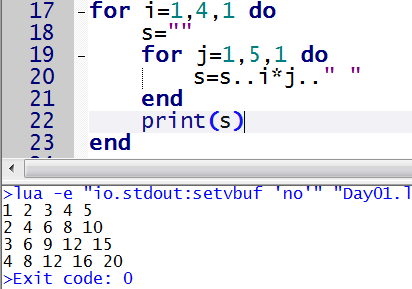 17 for i=1,4,1 do
18 s=""
19 for j=1,5,1 do
20 s=s..i*j.." "
21 end
22 print(s)
23 end
>lua -e "io.stdout:setvbuf 'no'" "Day01.l
1 2 3 4 5
2 4 6 8 10
3 6 9 12 15
4 8 12 16 20
>Exit code: 0